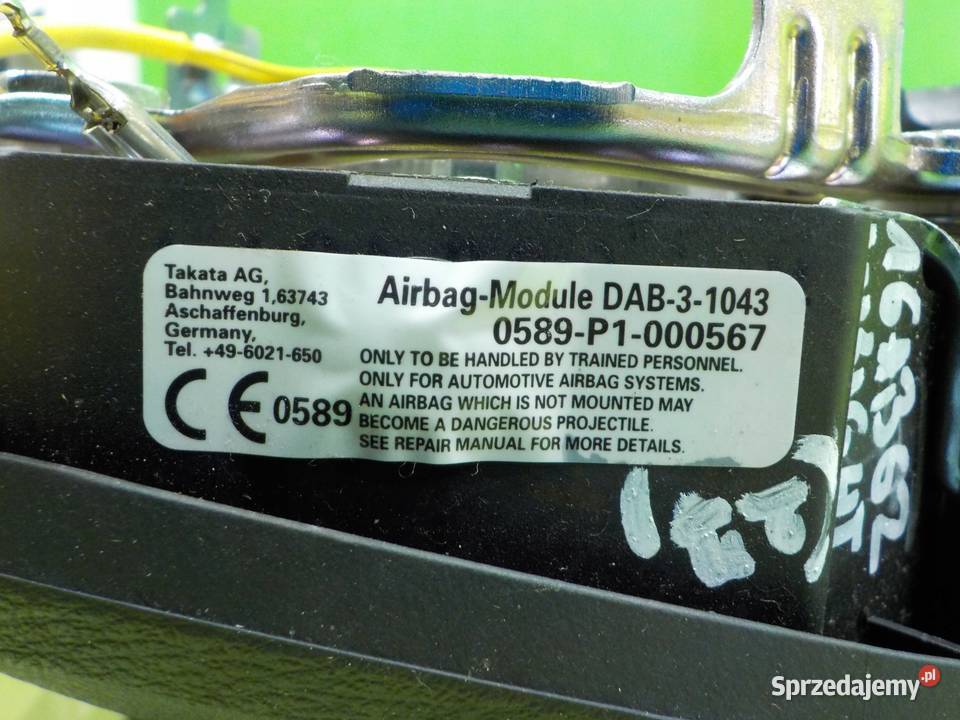 Takata AG,
Bahnweg 1,63743
Aschaffenburg,
Germany,
Tel. +49-6021-650
CE 0589
Airbag-Module DAB-3-1043
0589-P1-000567
ONLY TO BE HANDLED BY TRAINED PERSONNEL.
ONLY FOR AUTOMOTIVE AIRBAG SYSTEMS.
AN AIRBAG WHICH IS NOT MOUNTED MAY
BECOME A DANGEROUS PROJECTILE.
SEE REPAIR MANUAL FOR MORE DETAILS.
Sprzedajemy.pl